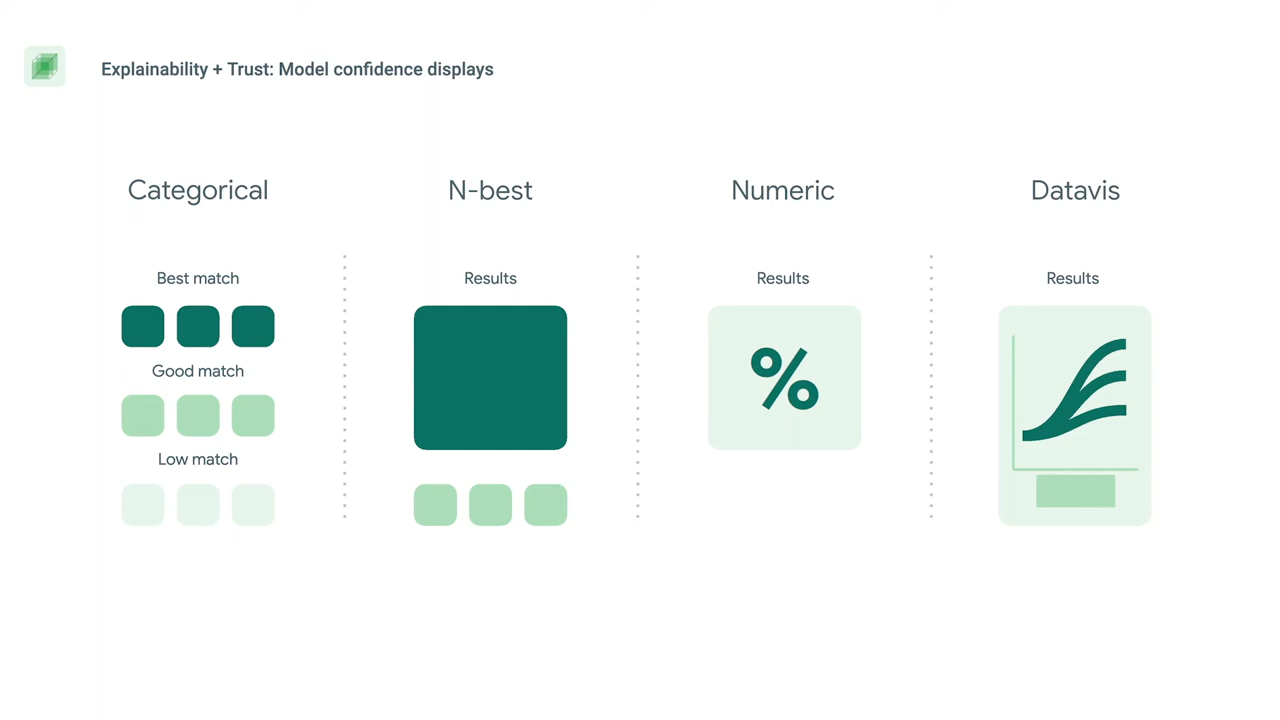 Explainability + Trust: Model confidence displays
Categorical
Best match
Good match
Low match
N-best
Results
Numeric
Results
%
Datavis
Results